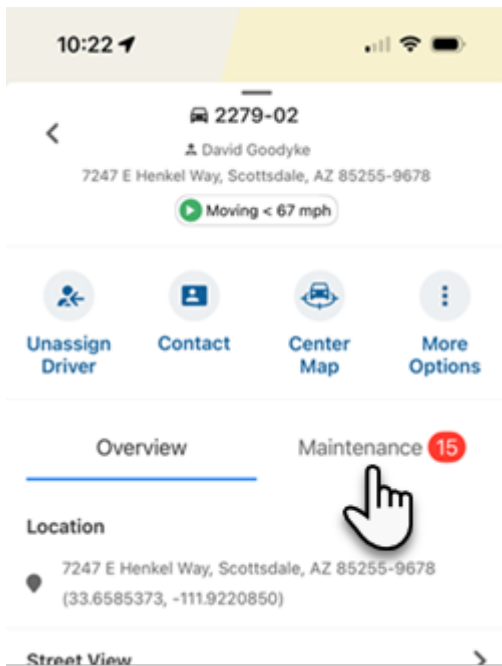 10:22
2279-02
David Goodyke
7247 E Henkel Way, Scottsdale, AZ 85255-9678
Moving < 67 mph
Unassign Driver
Contact
Center Map
More Options
Overview
Maintenance 15
Location
7247 E Henkel Way, Scottsdale, AZ 85255-9678
(33.6585373, -111.9220850)
Street View